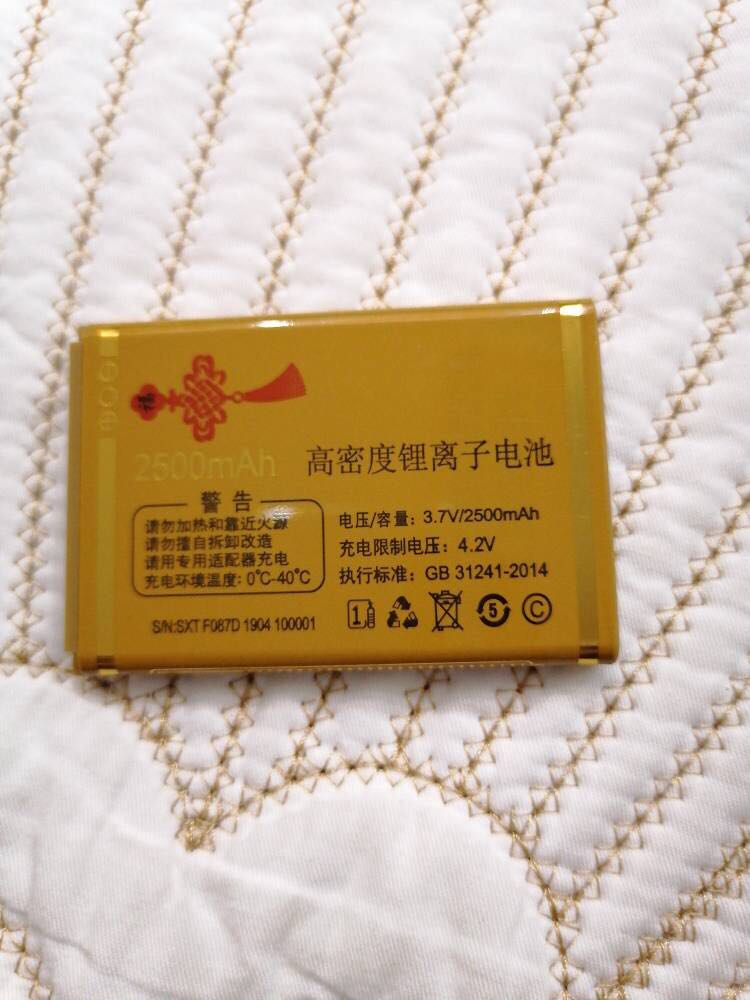 福
2500mAh
高密度锂离子电池
警告
请勿加热和靠近火源
请勿擅自拆卸改造
请用专用适配器充电
充电环境温度：0°C-40°C
电压/容量：3.7V/2500mAh
充电限制电压：4.2V
执行标准：GB 31241-2014
1
5
C
S/N:SXT F087D 1904 100001